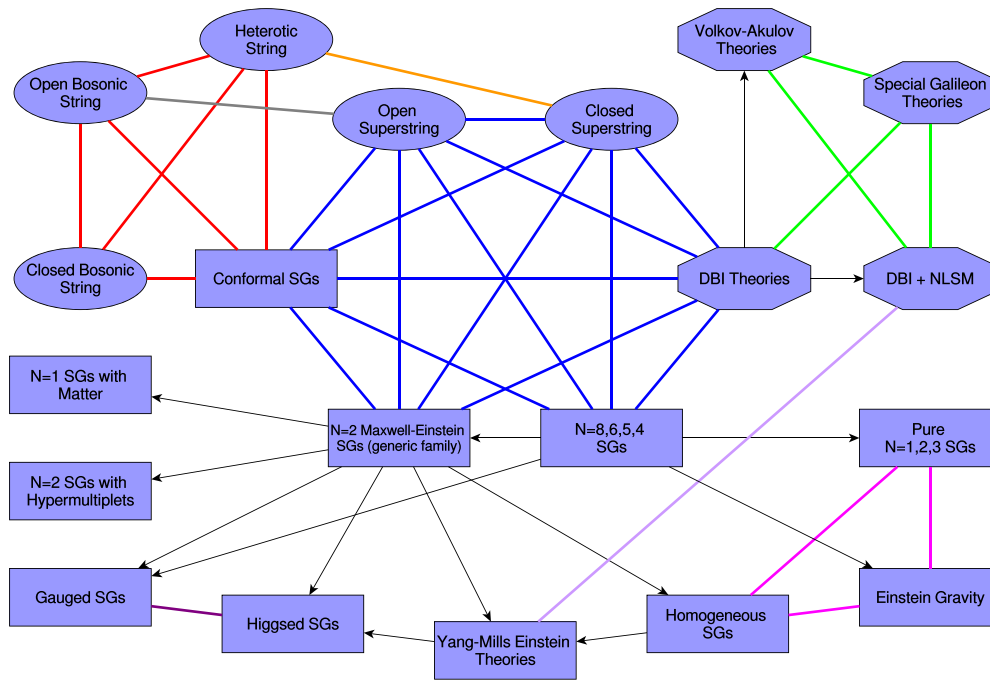 Heterotic
String
Volkov-Akulov
Theories
Open Bosonic
String
Special Galileon
Theories
Open
Superstring
Closed
Superstring
Closed Bosonic
String
Conformal SGs
DBI Theories
DBI + NLSM
N=1 SGs with
Matter
N=2 Maxwell-Einstein
SGs (generic family)
N=8,6,5,4
SGs
Pure
N=1,2,3 SGs
N=2 SGs with
Hypermultiplets
Gauged SGs
Higgsed SGs
Yang-Mills Einstein
Theories
Homogeneous
SGs
Einstein Gravity